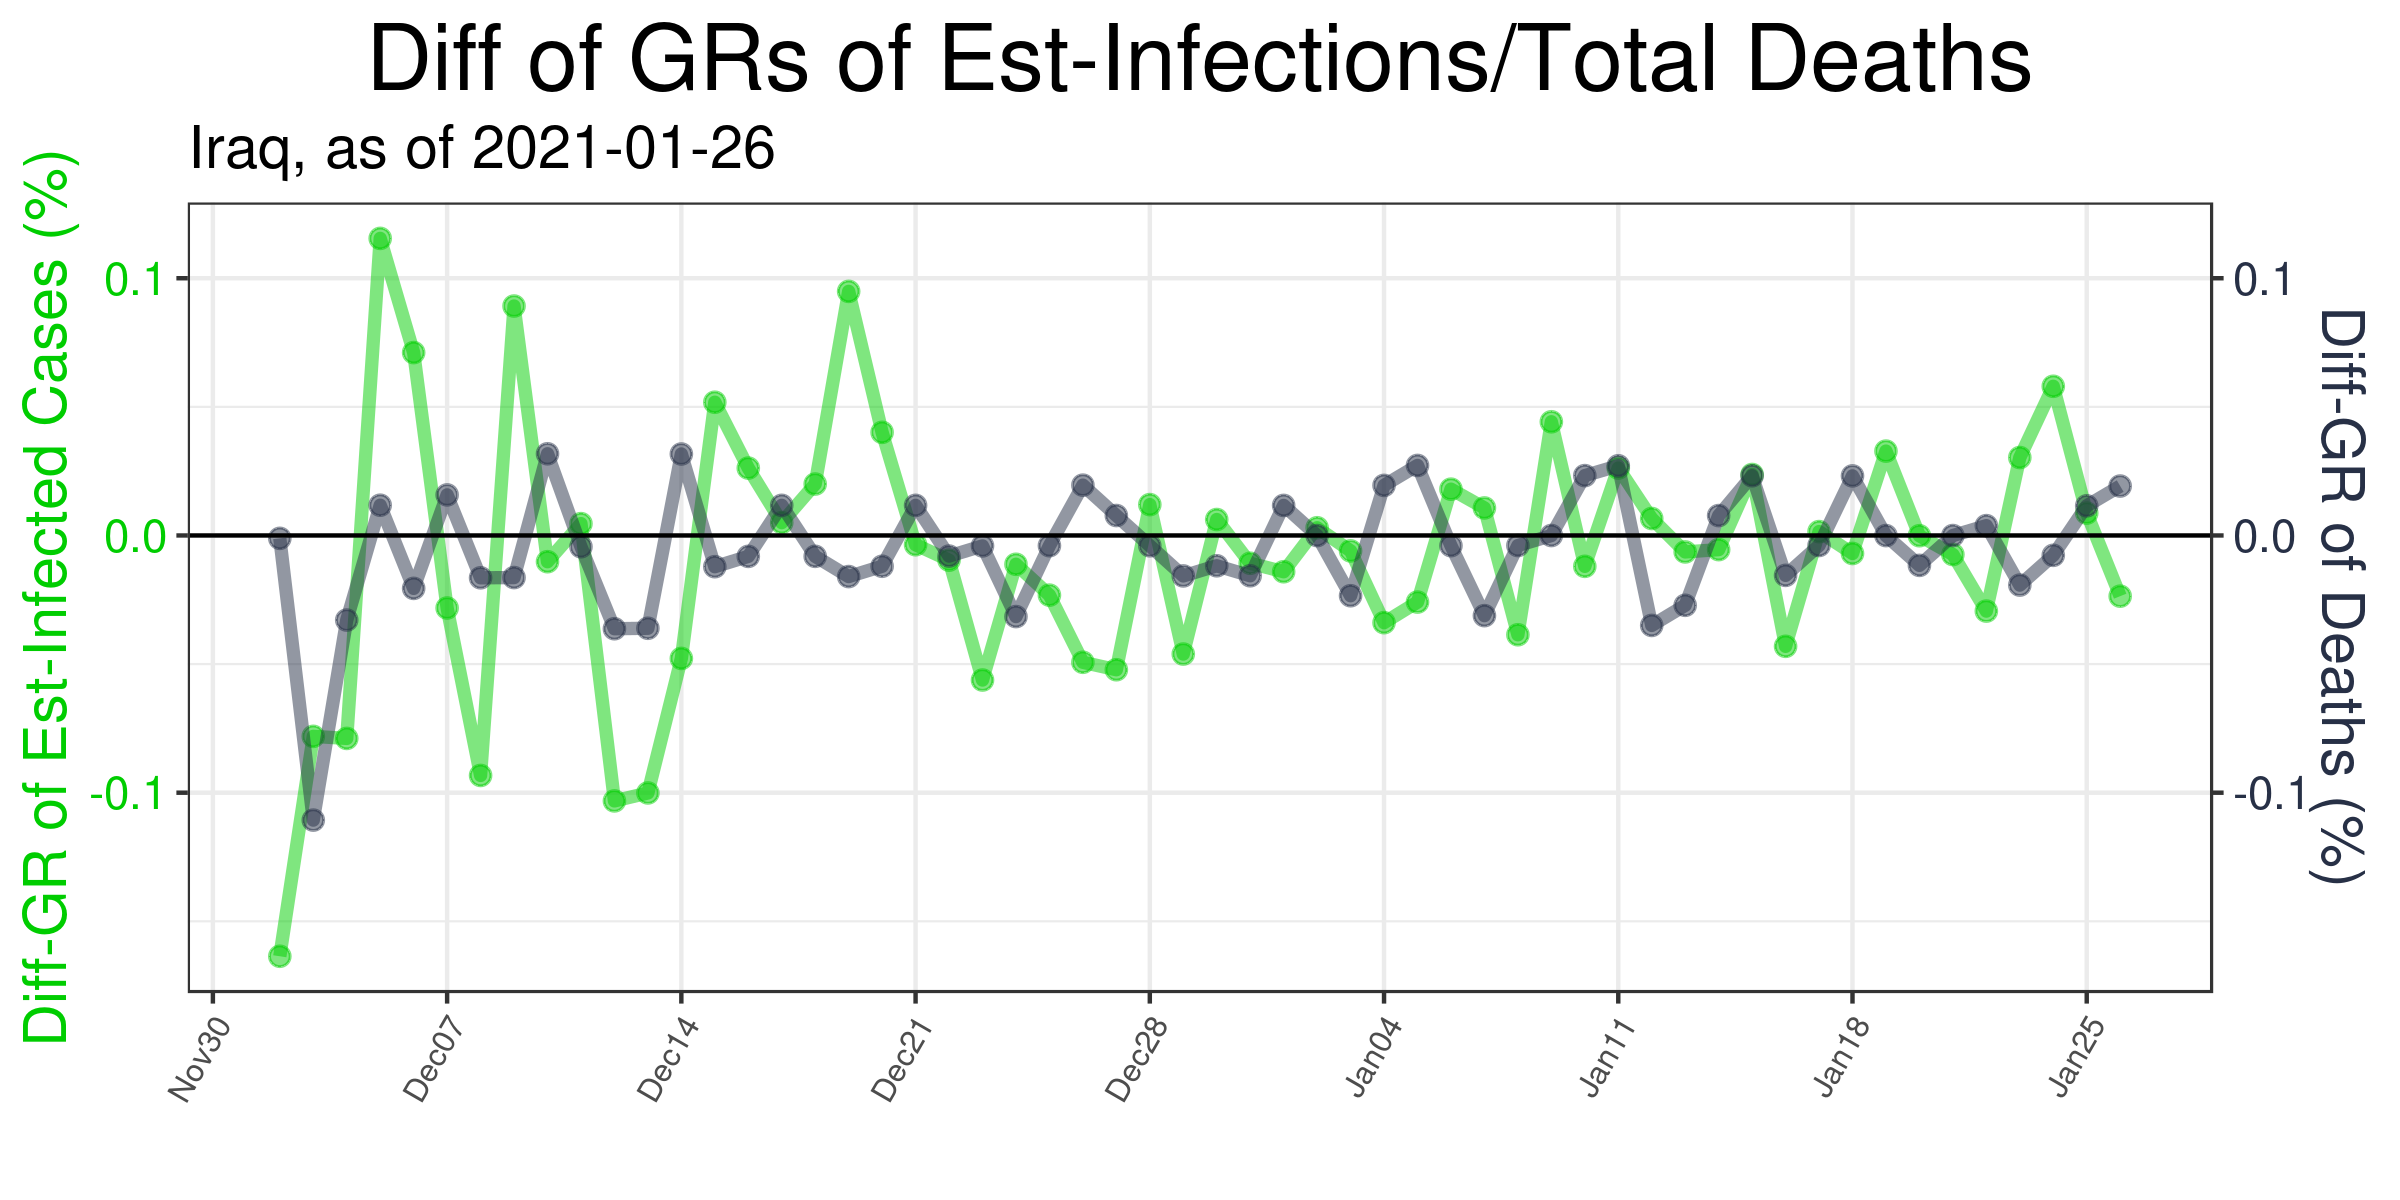 Diff of GRs of Est-Infections/Total Deaths
Iraq, as of 2021-01-26
Diff-GR of Est-Infected Cases (%)
0.1
0.0
-0.1
0.1
0.0
-0.1
Diff-GR of Deaths (%)
Nov30
Dec07
Dec14
Dec21
Dec28
Jan04
Jan11
Jan18
Jan25